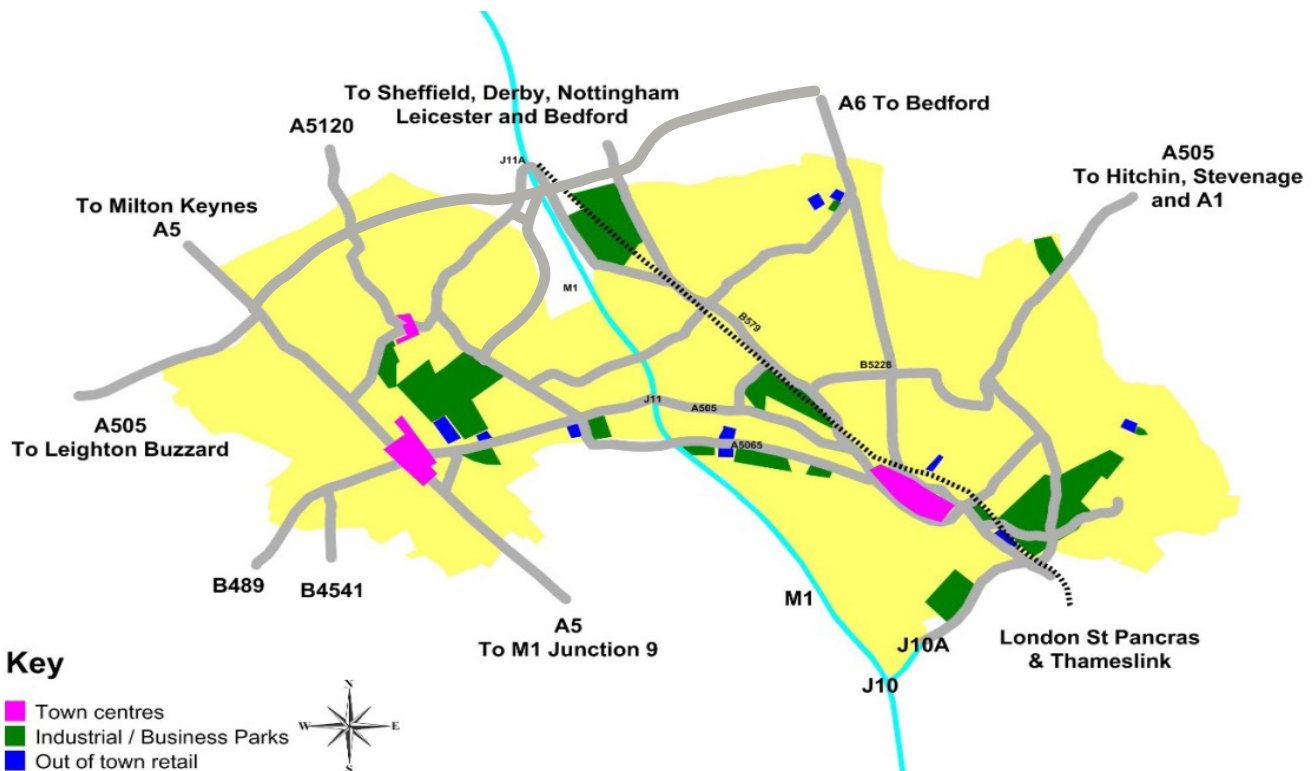 To Sheffield, Derby, Nottingham
Leicester and Bedford
A6 To Bedford
A5120
A505
To Hitchin, Stevenage
and A1
J11A
To Milton Keynes
A5
M1
B579
B5228
J11
A505
A5065
A505
To Leighton Buzzard
B489
B4541
A5
To M1 Junction 9
M1
J10A
J10
London St Pancras
& Thameslink
Key
Town centres
Industrial / Business Parks
Out of town retail
N
W
E
S